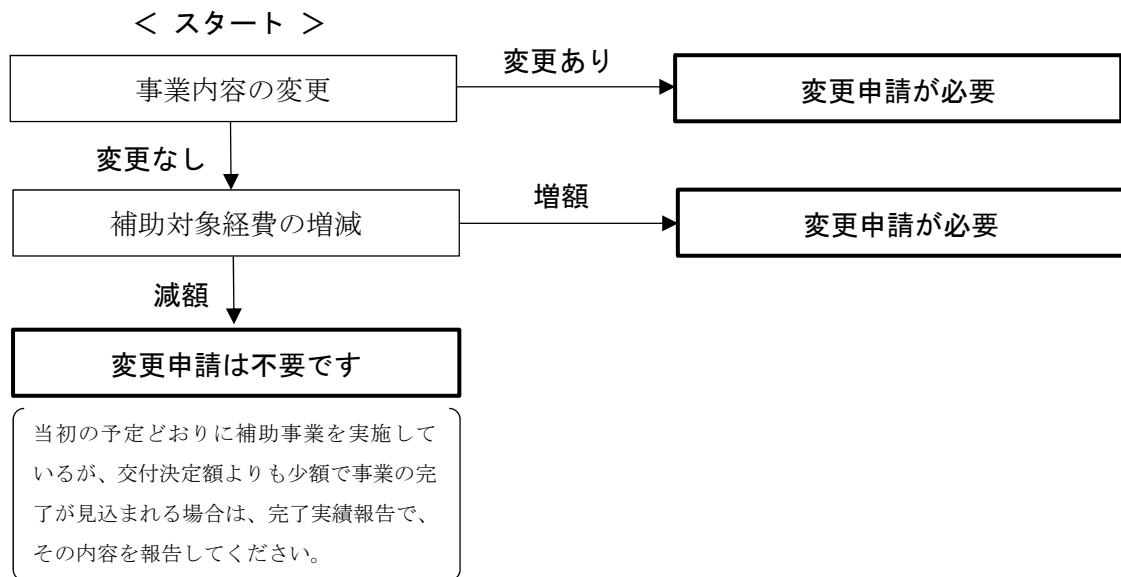 ＜ スタート ＞
事業内容の変更
変更あり
変更申請が必要
変更なし
補助対象経費の増減
増額
変更申請が必要
減額
変更申請は不要です
当初の予定どおりに補助事業を実施して
いるが、交付決定額よりも少額で事業の完
了が見込まれる場合は、完了実績報告で、
その内容を報告してください。